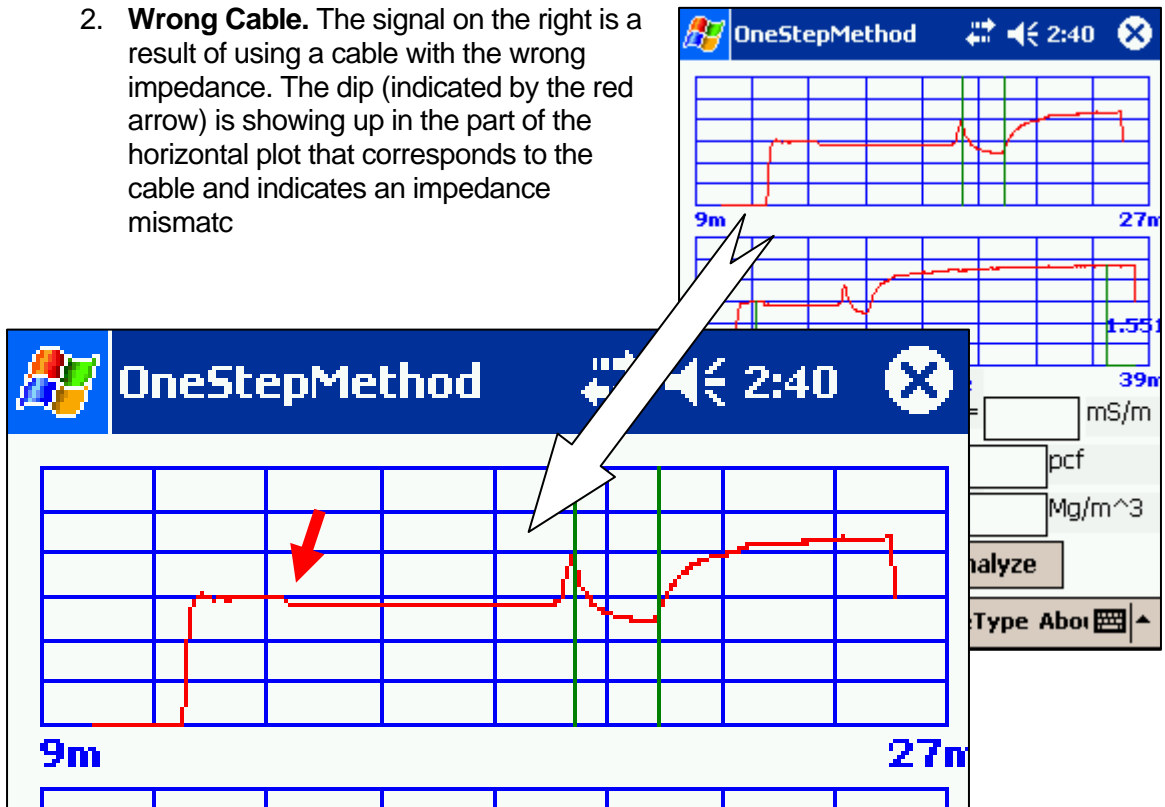 2. Wrong Cable. The signal on the right is a
result of using a cable with the wrong
impedance. The dip (indicated by the red
arrow) is showing up in the part of the
horizontal plot that corresponds to the
cable and indicates an impedance
mismatc
OneStepMethod 2:40
9m 27m
1.551
39m
= mS/m
pcf
Mg/m^3
nalyze
Type Abou
OneStepMethod 2:40
9m 27m